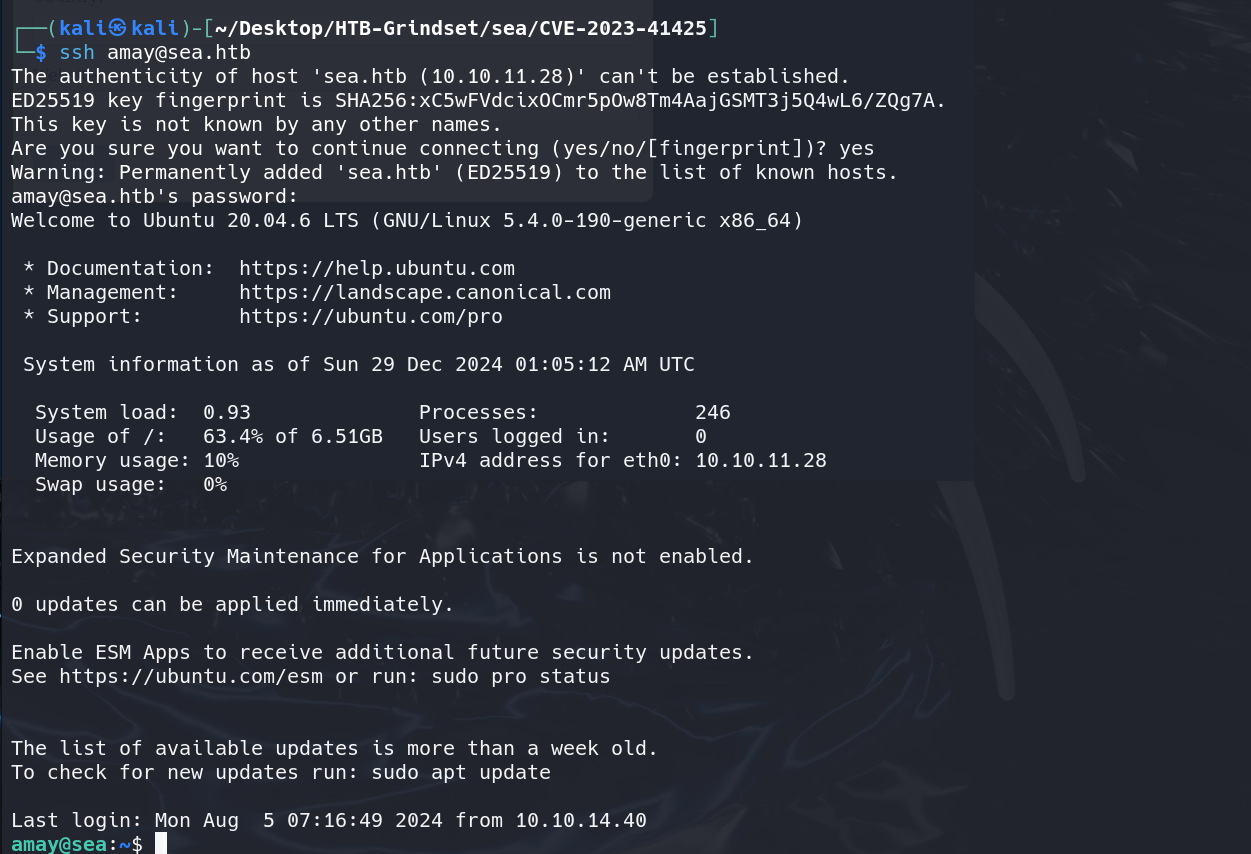 ┌──(kali㉿kali)-[~/Desktop/HTB-Grindset/sea/CVE-2023-41425]
└─$ ssh amay@sea.htb
The authenticity of host 'sea.htb (10.10.11.28)' can't be established.
ED25519 key fingerprint is SHA256:xC5wFVdcixOCmr5pOw8Tm4AajGSMT3j5Q4wL6/ZQg7A.
This key is not known by any other names.
Are you sure you want to continue connecting (yes/no/[fingerprint])? yes
Warning: Permanently added 'sea.htb' (ED25519) to the list of known hosts.
amay@sea.htb's password:
Welcome to Ubuntu 20.04.6 LTS (GNU/Linux 5.4.0-190-generic x86_64)
 * Documentation:  https://help.ubuntu.com
 * Management:     https://landscape.canonical.com
 * Support:        https://ubuntu.com/pro
 System information as of Sun 29 Dec 2024 01:05:12 AM UTC
  System load:  0.93              Processes:             246
  Usage of /:   63.4% of 6.51GB   Users logged in:       0
  Memory usage: 10%               IPv4 address for eth0: 10.10.11.28
  Swap usage:   0%
Expanded Security Maintenance for Applications is not enabled.
0 updates can be applied immediately.
Enable ESM Apps to receive additional future security updates.
See https://ubuntu.com/esm or run: sudo pro status
The list of available updates is more than a week old.
To check for new updates run: sudo apt update
Last login: Mon Aug  5 07:16:49 2024 from 10.10.14.40
amay@sea:~$